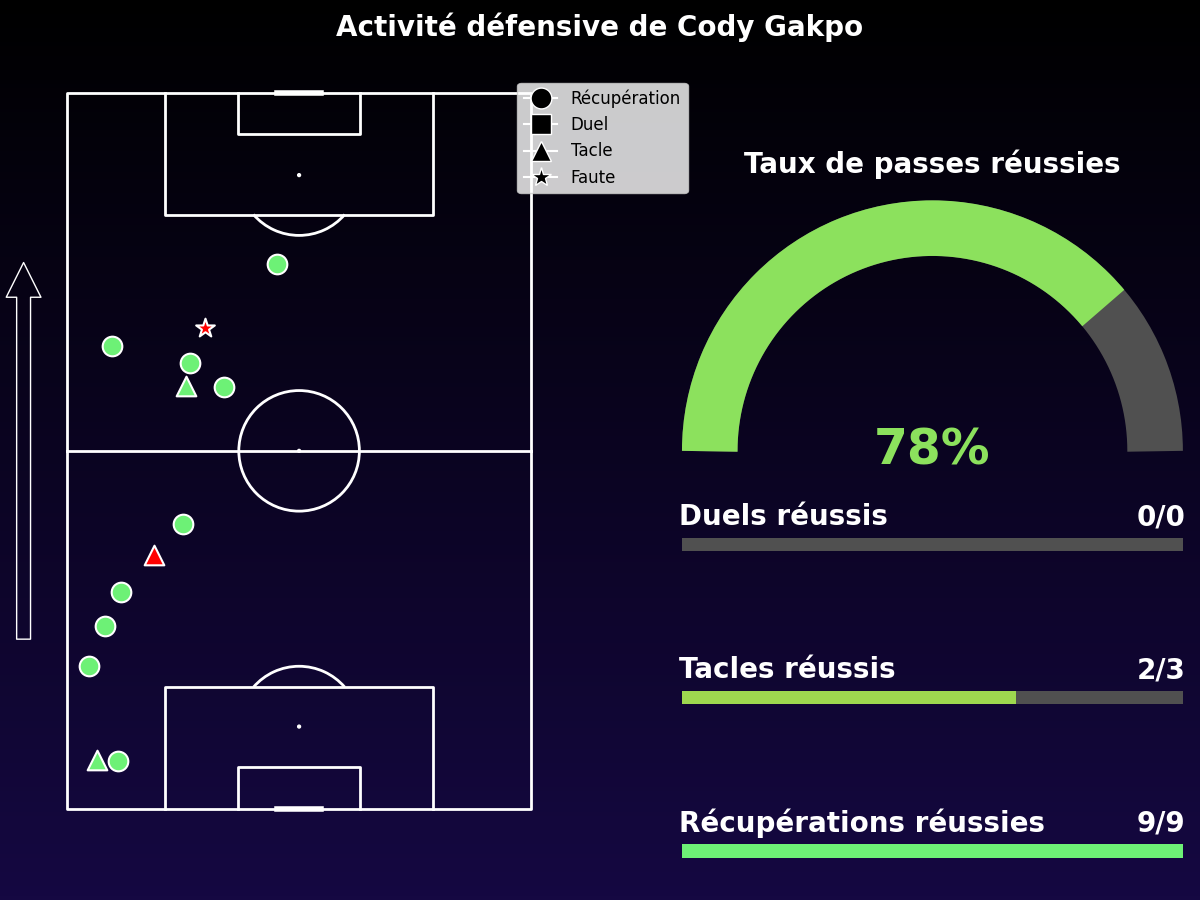 Activité défensive de Cody Gakpo
Récupération
Duel
Tacle
Faute
Taux de passes réussies
78%
Duels réussis 0/0
Tacles réussis 2/3
Récupérations réussies 9/9